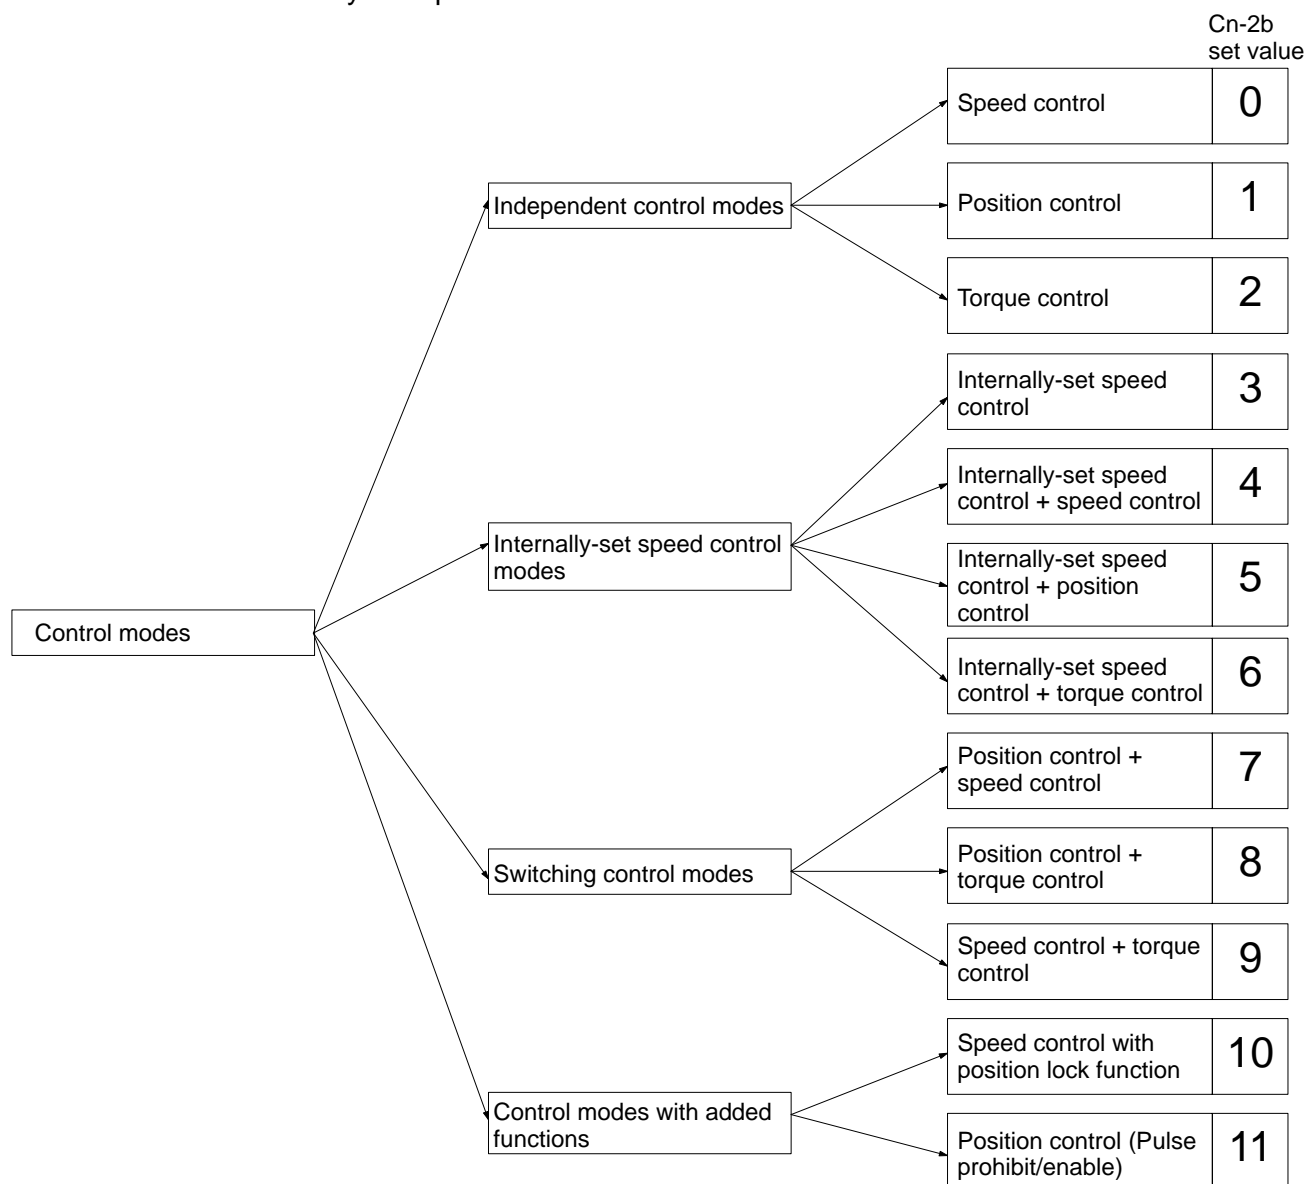 Cn-2b
set value
Speed control
0
Independent control modes
Position control
1
Torque control
2
Internally-set speed
control
3
Internally-set speed
control + speed control
4
Internally-set speed control
modes
Internally-set speed
control + position
control
5
Control modes
Internally-set speed
control + torque control
6
Position control +
speed control
7
Switching control modes
Position control +
torque control
8
Speed control + torque
control
9
Speed control with
position lock function
10
Control modes with added
functions
Position control (Pulse
prohibit/enable)
11